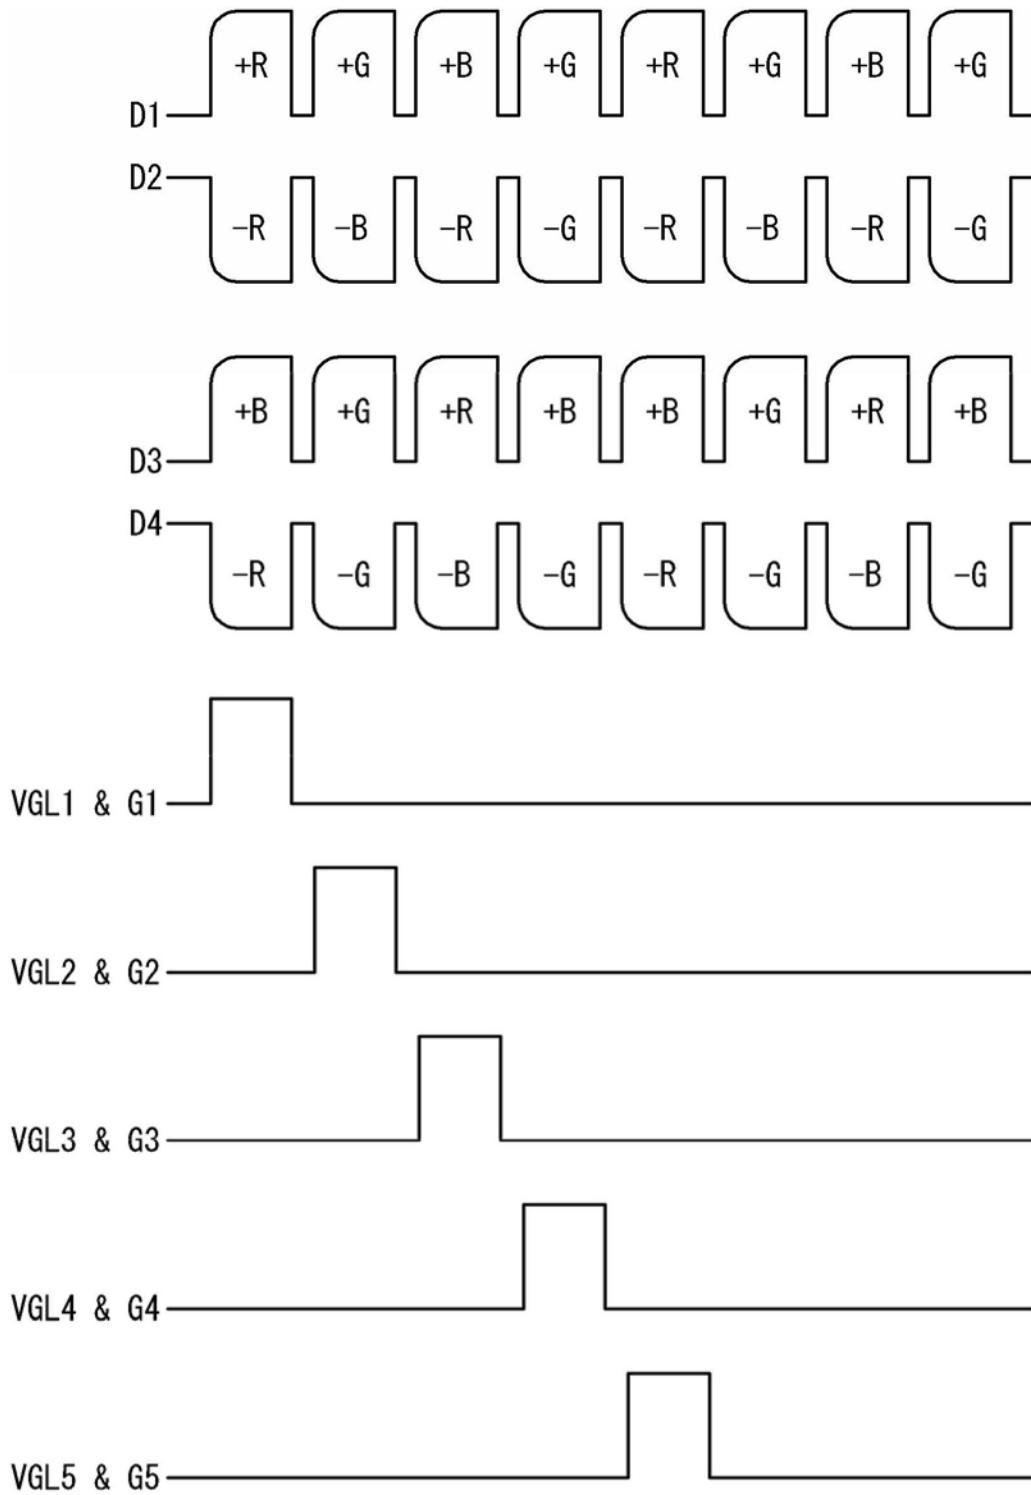 +R +G +B +G +R +G +B +G
D1
D2
−R −B −R −G −R −B −R −G
+B +G +R +B +B +G +R +B
D3
D4
−R −G −B −G −R −G −B −G
VGL1 & G1
VGL2 & G2
VGL3 & G3
VGL4 & G4
VGL5 & G5